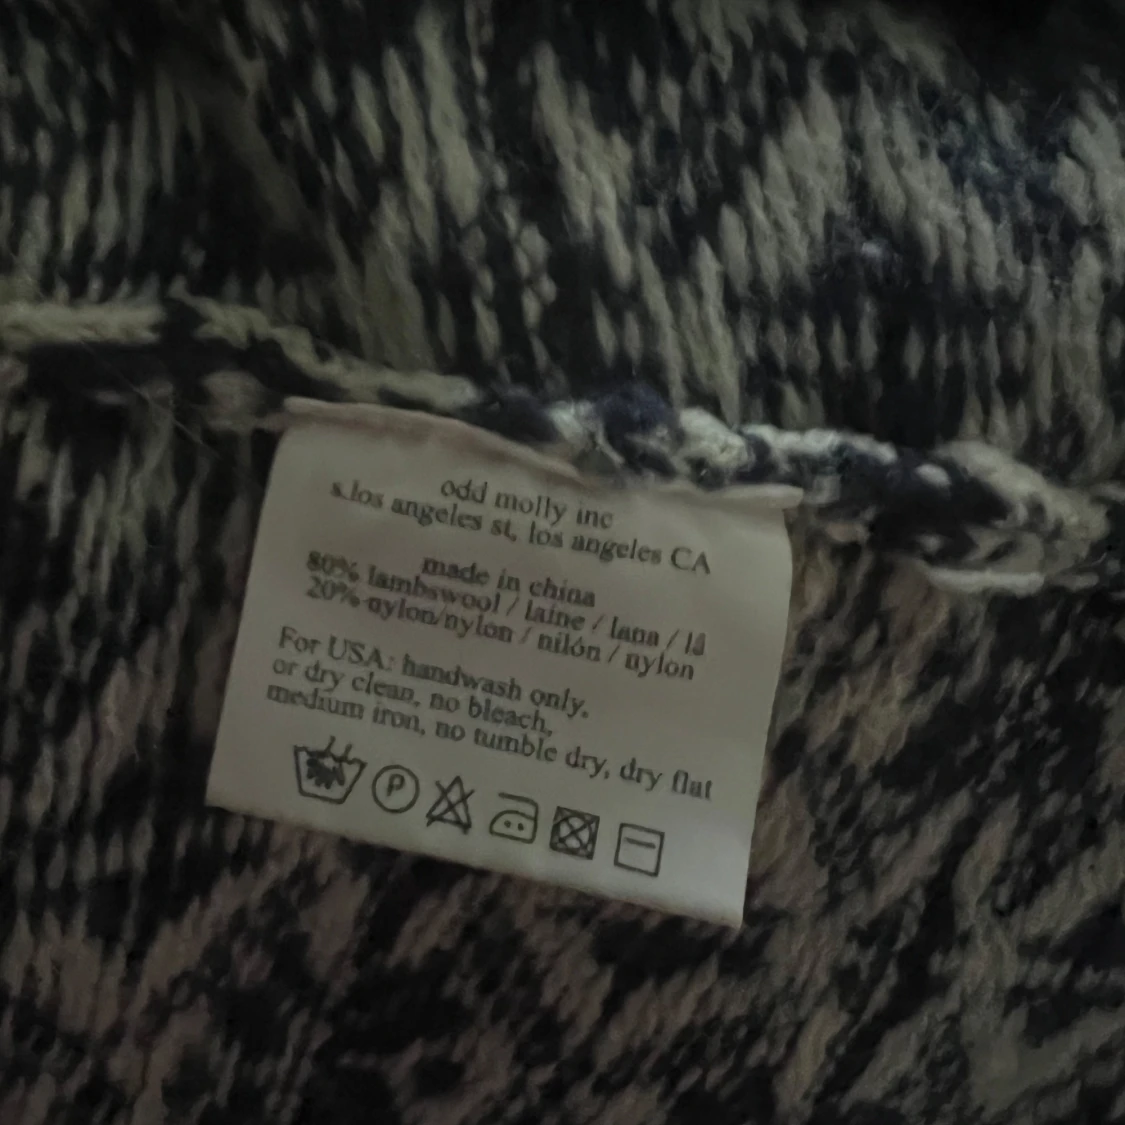 odd molly inc
s.los angeles st, los angeles CA
made in china
80% lambswool / laine / lana / lã
20% nylon/nylon / nilón / nylon
For USA: handwash only.
or dry clean, no bleach,
medium iron, no tumble dry, dry flat
P